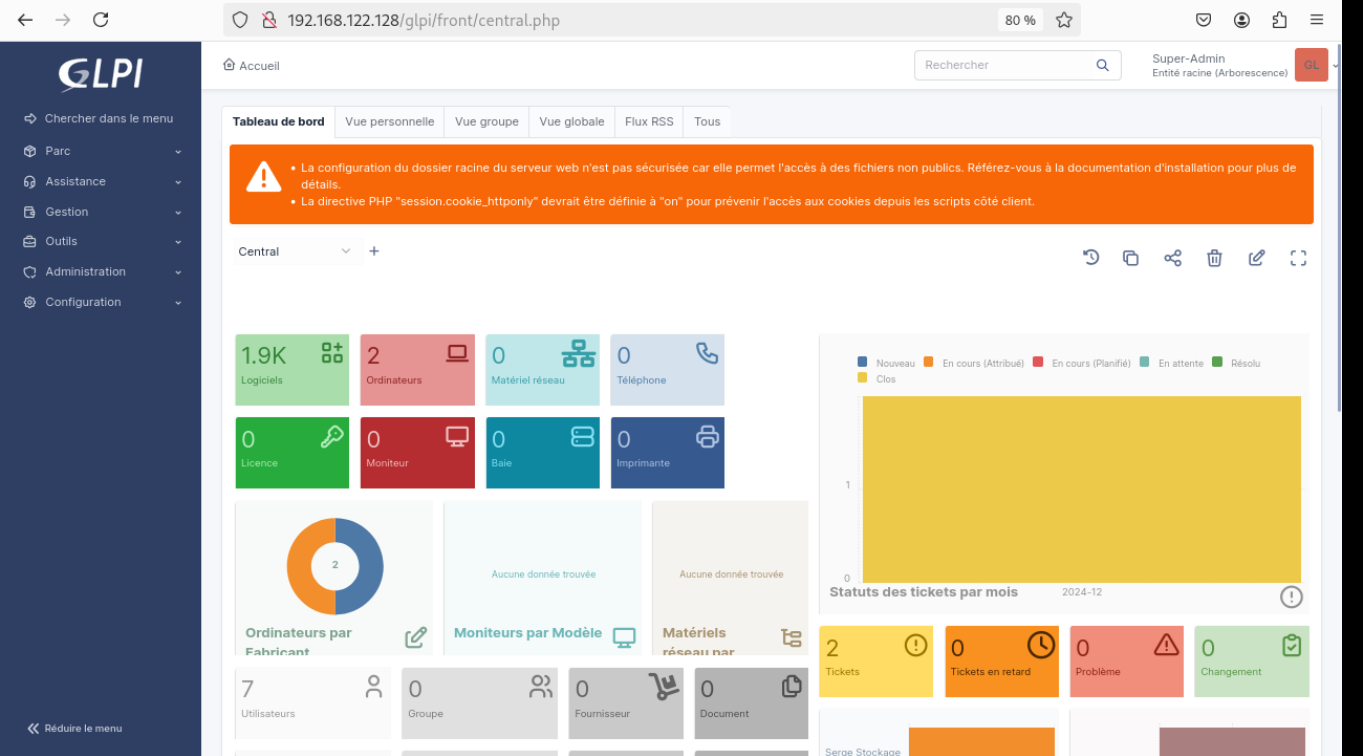 192.168.122.128/glpi/front/central.php
80 %
GLPI
Accueil
Rechercher
Super-Admin
Entité racine (Arborescence)
GL
Chercher dans le menu
Parc
Assistance
Gestion
Outils
Administration
Configuration
Réduire le menu
Tableau de bord
Vue personnelle
Vue groupe
Vue globale
Flux RSS
Tous
• La configuration du dossier racine du serveur web n'est pas sécurisée car elle permet l'accès à des fichiers non publics. Référez-vous à la documentation d'installation pour plus de
détails.
• La directive PHP "session.cookie_httponly" devrait être définie à "on" pour prévenir l'accès aux cookies depuis les scripts côté client.
Central
1.9K
Logiciels
2
Ordinateurs
0
Matériel réseau
0
Téléphone
0
Licence
0
Moniteur
0
Baie
0
Imprimante
2
Ordinateurs par
Fabricant
Aucune donnée trouvée
Moniteurs par Modèle
Aucune donnée trouvée
Matériels
réseau par
7
Utilisateurs
0
Groupe
0
Fournisseur
0
Document
Nouveau
En cours (Attribué)
En cours (Planifié)
En attente
Résolu
Clos
1
0
Statuts des tickets par mois
2024-12
2
Tickets
0
Tickets en retard
0
Problème
0
Changement
Serge Stockage